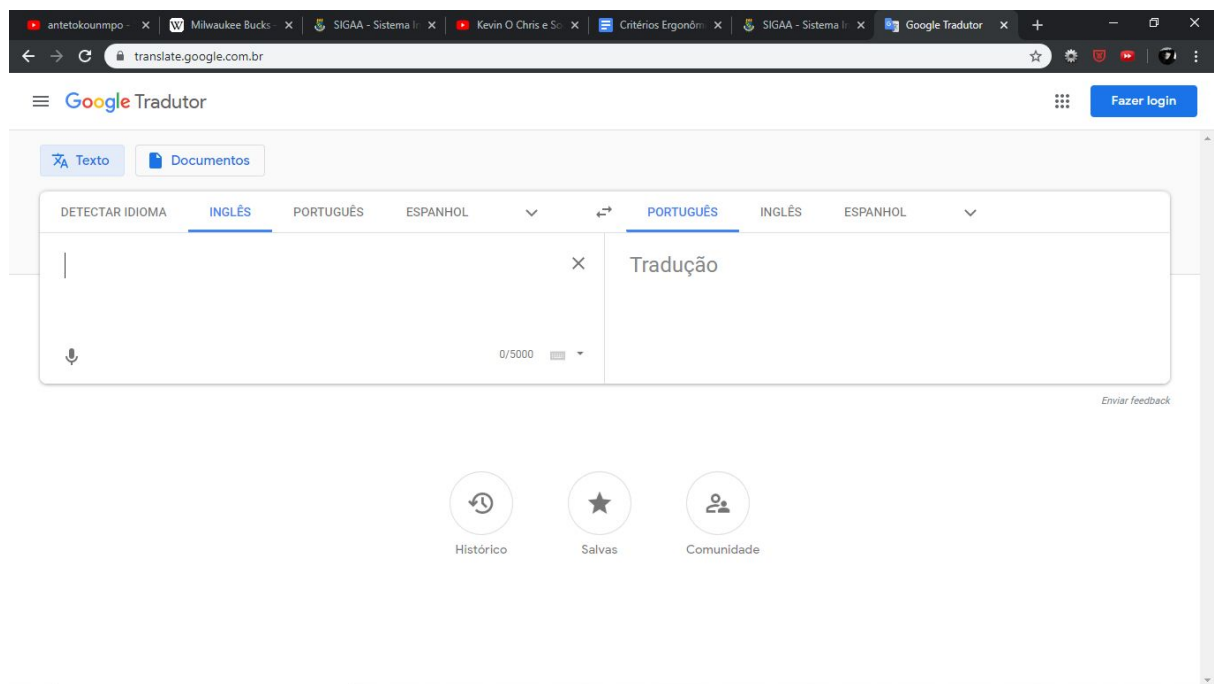 antetokounmpo - Milwaukee Bucks - SIGAA - Sistema In Kevin O Chris e So Critérios Ergonôm SIGAA - Sistema In Google Tradutor
translate.google.com.br
Google Tradutor Fazer login
Texto Documentos
DETECTAR IDIOMA INGLÊS PORTUGUÊS ESPANHOL PORTUGUÊS INGLÊS ESPANHOL
Tradução
0/5000
Enviar feedback
Histórico Salvas Comunidade